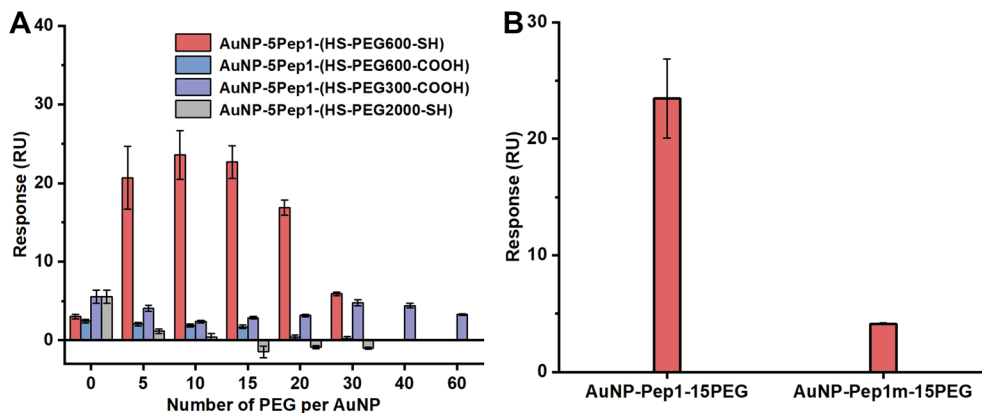 A
40
30
20
10
0
Response (RU)
AuNP-5Pep1-(HS-PEG600-SH)
AuNP-5Pep1-(HS-PEG600-COOH)
AuNP-5Pep1-(HS-PEG300-COOH)
AuNP-5Pep1-(HS-PEG2000-SH)
0 5 10 15 20 30 40 60
Number of PEG per AuNP
B
30
20
10
0
Response (RU)
AuNP-Pep1-15PEG AuNP-Pep1m-15PEG